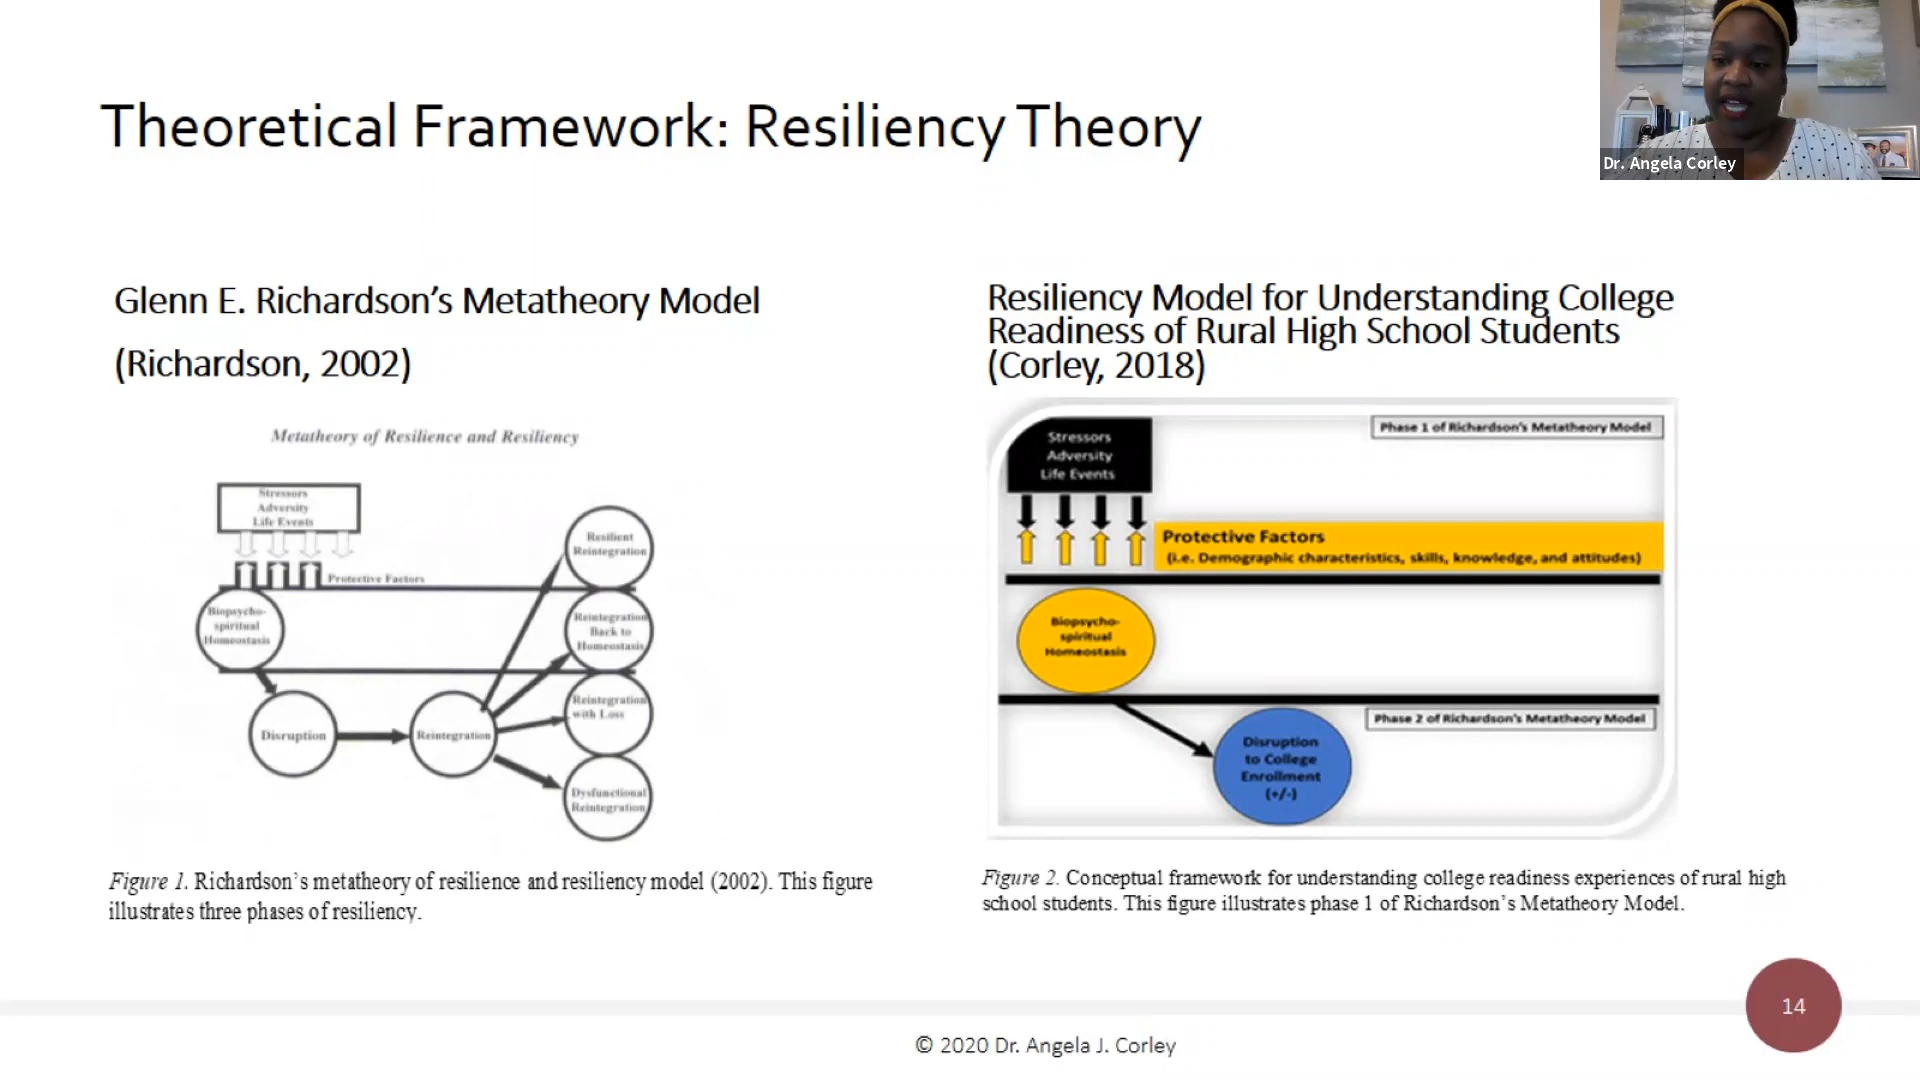 Theoretical Framework: Resiliency Theory
Dr. Angela Corley
Glenn E. Richardson’s Metatheory Model
(Richardson, 2002)
Metatheory of Resilience and Resiliency
Stressors
Adversity
Life Events
Protective Factors
Biopsycho-
spiritual
Homeostasis
Disruption
Reintegration
Resilient
Reintegration
Reintegration
Back to
Homeostasis
Reintegration
with Loss
Dysfunctional
Reintegration
Figure 1. Richardson’s metatheory of resilience and resiliency model (2002). This figure
illustrates three phases of resiliency.
Resiliency Model for Understanding College
Readiness of Rural High School Students
(Corley, 2018)
Stressors
Adversity
Life Events
Phase 1 of Richardson’s Metatheory Model
Protective Factors
(i.e. Demographic characteristics, skills, knowledge, and attitudes)
Biopsycho-
spiritual
Homeostasis
Phase 2 of Richardson’s Metatheory Model
Disruption
to College
Enrollment
(+/-)
Figure 2. Conceptual framework for understanding college readiness experiences of rural high
school students. This figure illustrates phase 1 of Richardson’s Metatheory Model.
14
© 2020 Dr. Angela J. Corley